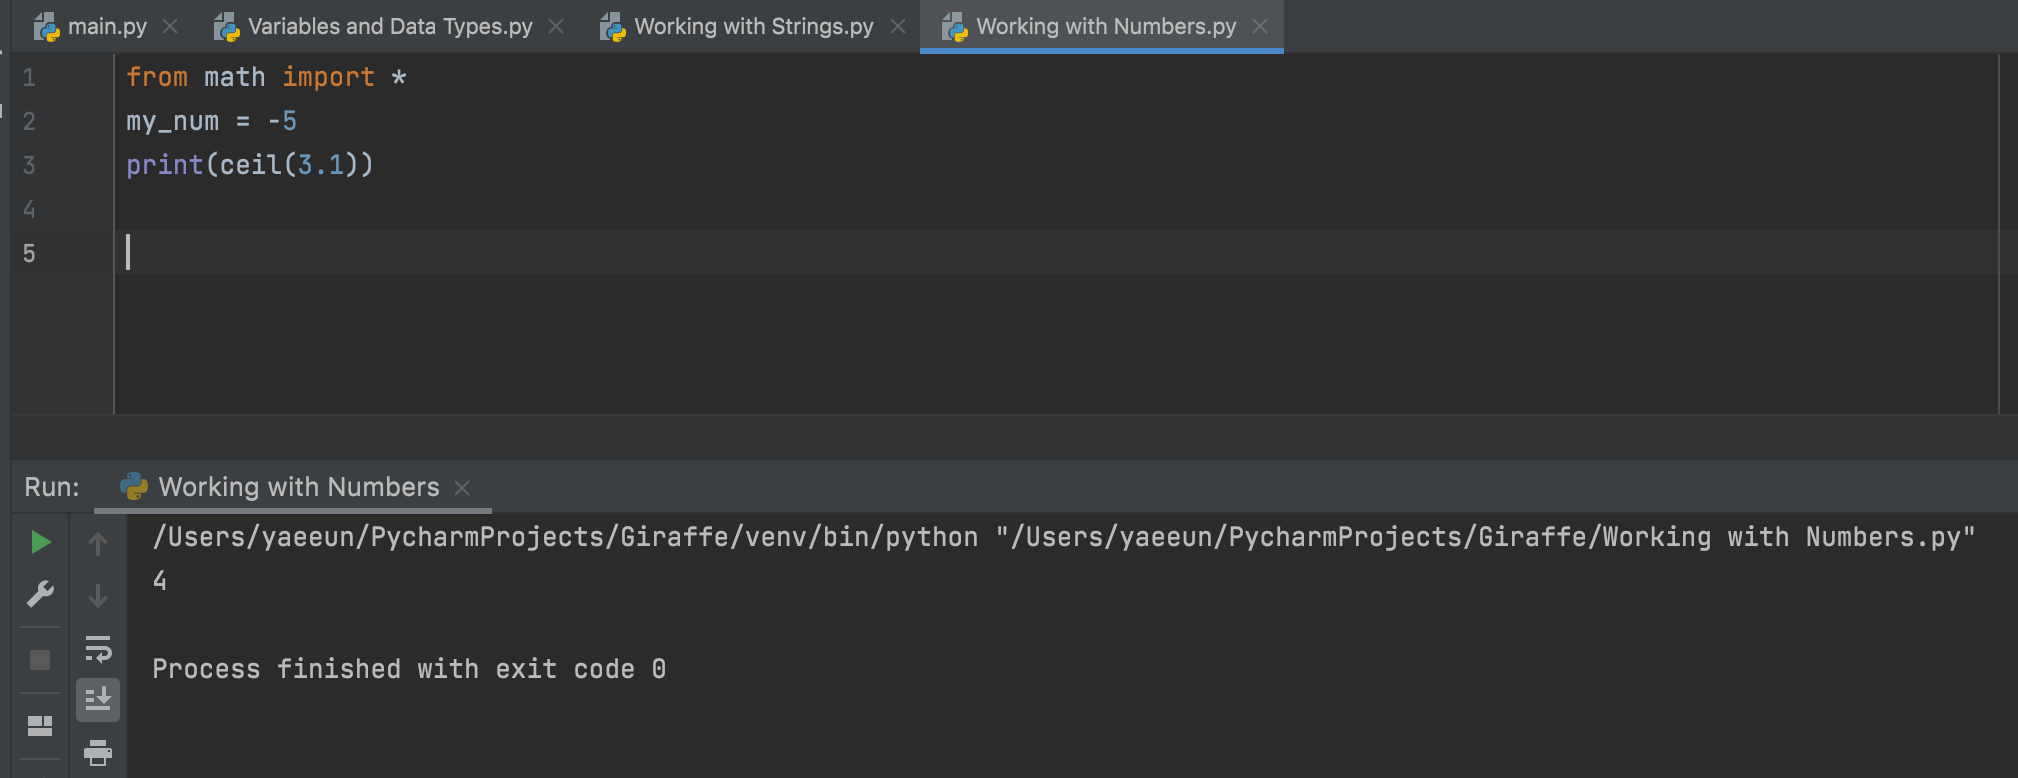 main.py Variables and Data Types.py Working with Strings.py Working with Numbers.py
1 from math import *
2 my_num = -5
3 print(ceil(3.1))
4
5
Run: Working with Numbers
/Users/yaeeun/PycharmProjects/Giraffe/venv/bin/python "/Users/yaeeun/PycharmProjects/Giraffe/Working with Numbers.py"
4
Process finished with exit code 0